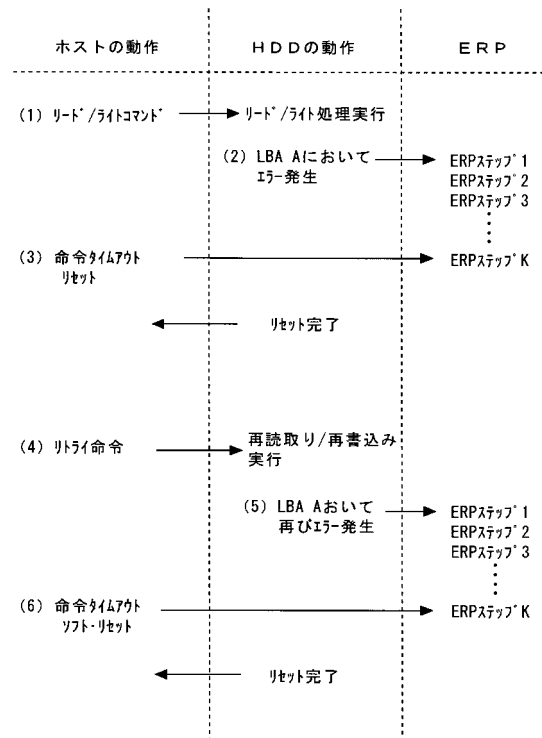 ホストの動作 HDDの動作 ERP
(1) ﾘｰﾄﾞ/ﾗｲﾄｺﾏﾝﾄﾞ ﾘｰﾄﾞ/ﾗｲﾄ処理実行
(2) LBA Aにおいて ERPｽﾃｯﾌﾟ1
ｴﾗｰ発生 ERPｽﾃｯﾌﾟ2
ERPｽﾃｯﾌﾟ3
(3) 命令ﾀｲﾑｱｳﾄ ERPｽﾃｯﾌﾟK
ﾘｾｯﾄ
ﾘｾｯﾄ完了
(4) ﾘﾄﾗｲ命令 再読取り/再書込み
実行
(5) LBA Aおいて ERPｽﾃｯﾌﾟ1
再びｴﾗｰ発生 ERPｽﾃｯﾌﾟ2
ERPｽﾃｯﾌﾟ3
(6) 命令ﾀｲﾑｱｳﾄ ERPｽﾃｯﾌﾟK
ｿﾌﾄ･ﾘｾｯﾄ
ﾘｾｯﾄ完了